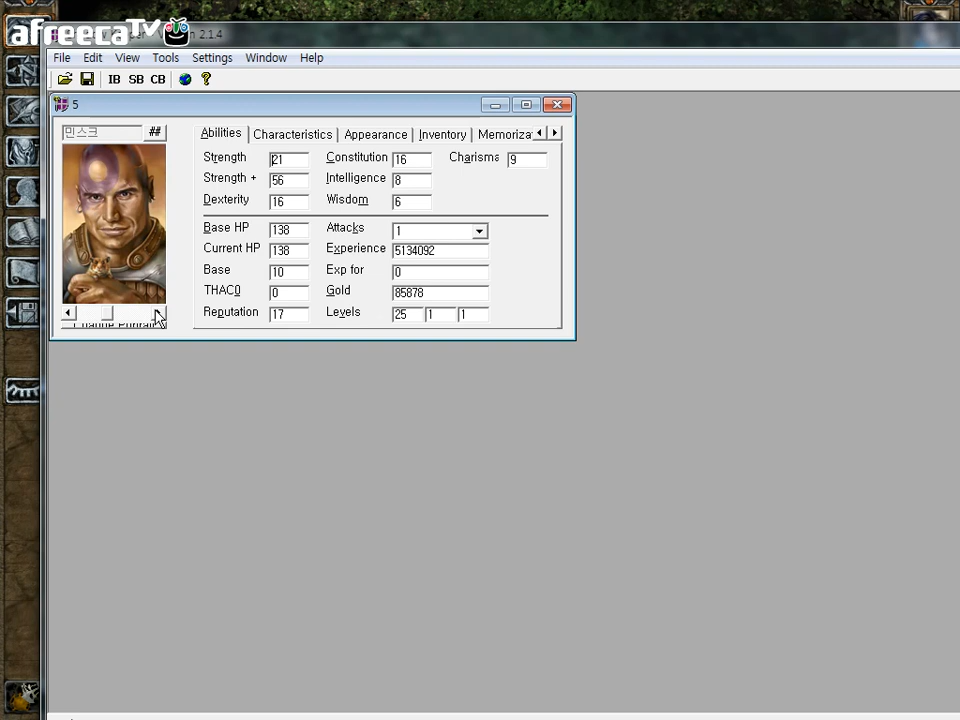 afreecaTV
2.1.4
File Edit View Tools Settings Window Help
IB SB CB
5
민스크 ##
Abilities Characteristics Appearance Inventory Memoriza
Strength 21 Constitution 16 Charisma 9
Strength + 56 Intelligence 8
Dexterity 16 Wisdom 6
Base HP 138 Attacks 1
Current HP 138 Experience 5134092
Base 10 Exp for 0
THAC0 0 Gold 85878
Reputation 17 Levels 25 1 1
Change Portrait